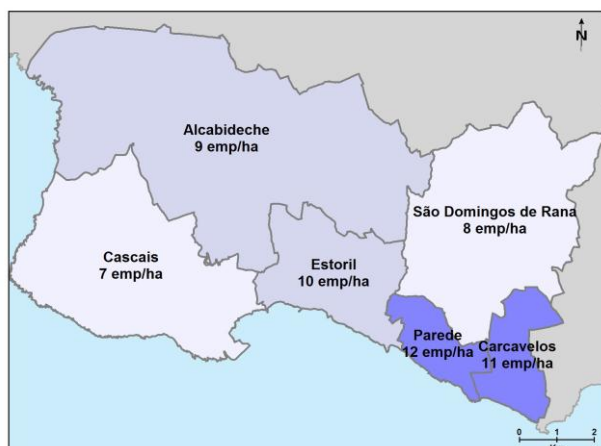 N
Alcabideche
9 emp/ha
São Domingos de Rana
8 emp/ha
Cascais
7 emp/ha
Estoril
10 emp/ha
Parede
12 emp/ha
Carcavelos
11 emp/ha
0 1 2